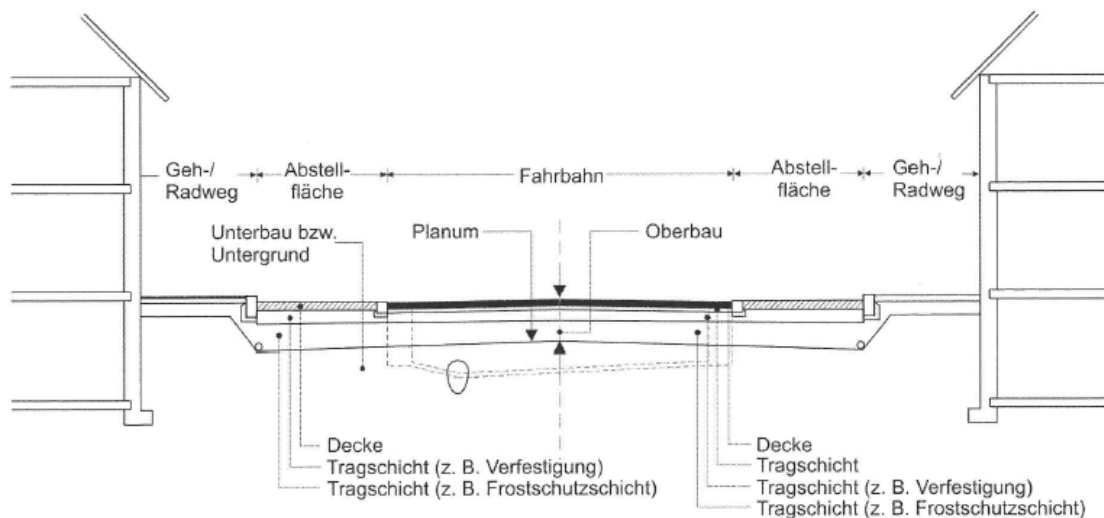 Geh-/
Radweg
Abstell-
fläche
Fahrbahn
Abstell-
fläche
Geh-/
Radweg
Unterbau bzw.
Untergrund
Planum
Oberbau
Decke
Tragschicht (z. B. Verfestigung)
Tragschicht (z. B. Frostschutzschicht)
Decke
Tragschicht
Tragschicht (z. B. Verfestigung)
Tragschicht (z. B. Frostschutzschicht)